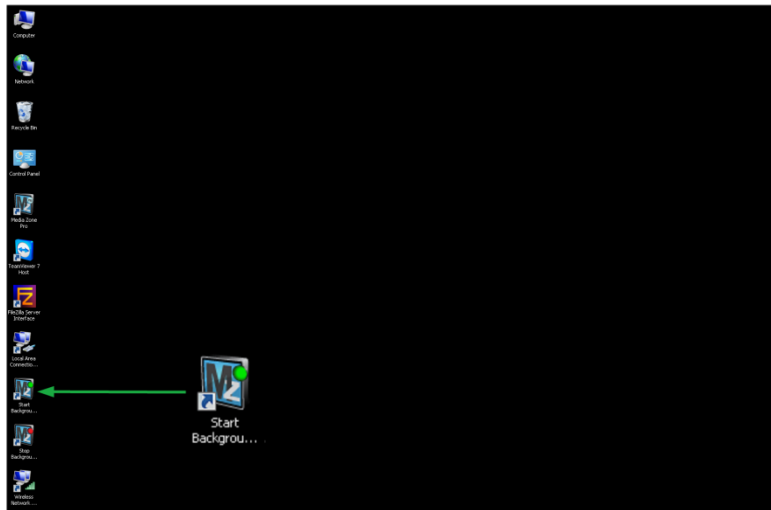 Computer
Network
Recycle Bin
Control Panel
Media Zone
Pro
TeamViewer 7
Host
FileZilla Server
Interface
Local Area
Connectio...
Start
Backgrou...
Stop
Backgrou...
Wireless
Network ...
MZ
Start
Backgrou...